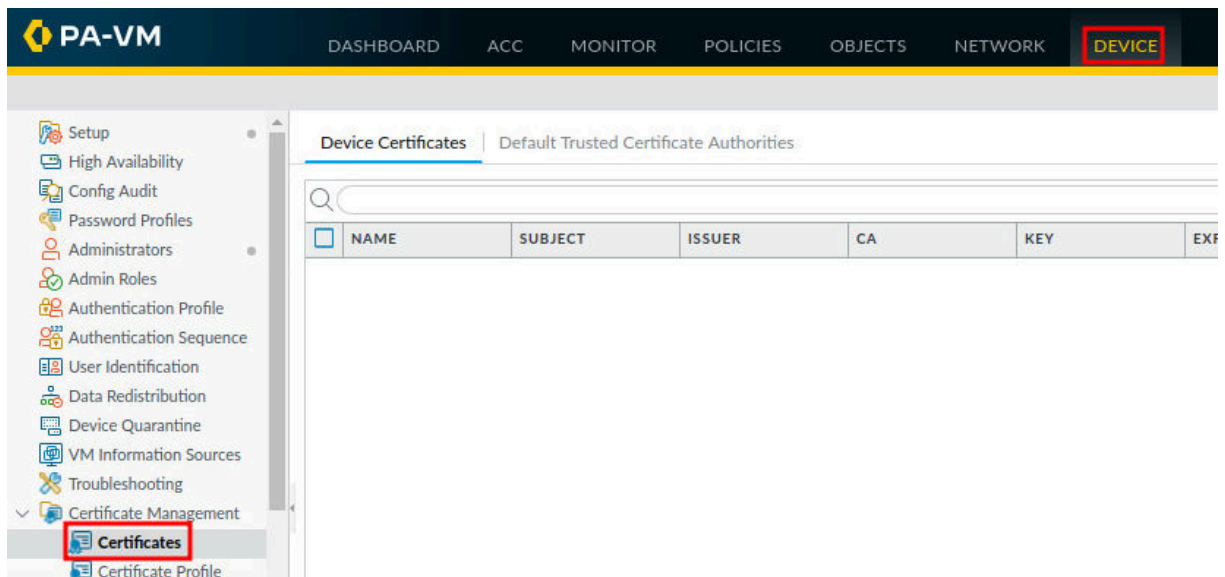 PA-VM
DASHBOARD ACC MONITOR POLICIES OBJECTS NETWORK DEVICE
Setup
High Availability
Config Audit
Password Profiles
Administrators
Admin Roles
Authentication Profile
Authentication Sequence
User Identification
Data Redistribution
Device Quarantine
VM Information Sources
Troubleshooting
Certificate Management
Certificates
Certificate Profile
Device Certificates Default Trusted Certificate Authorities
NAME SUBJECT ISSUER CA KEY